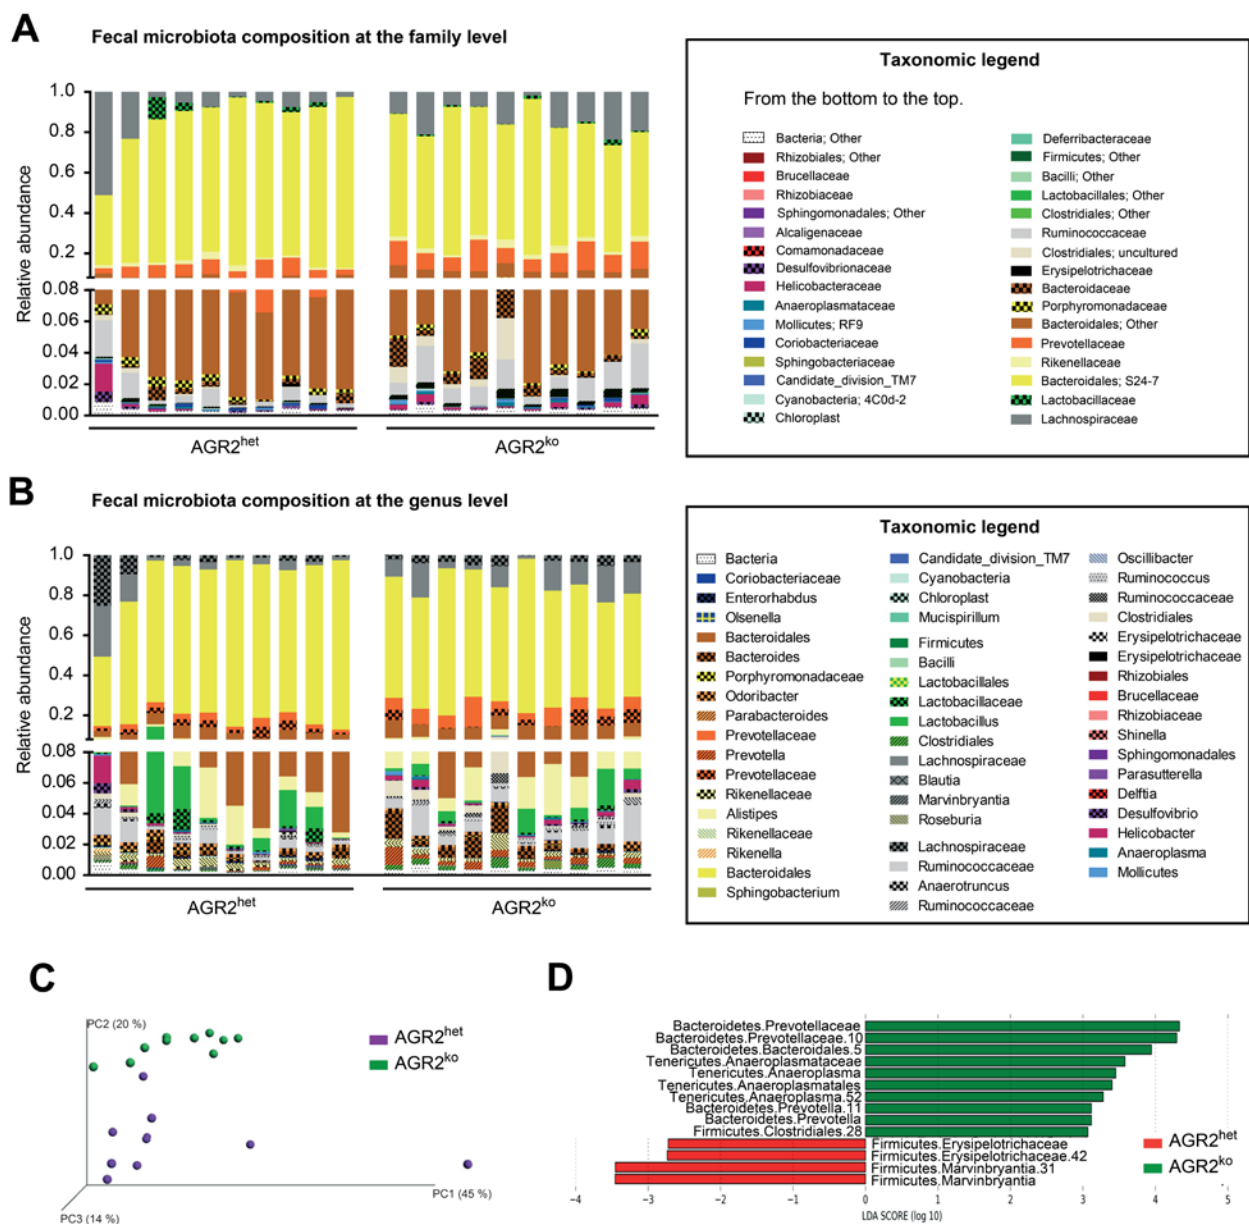 A
Fecal microbiota composition at the family level
Relative abundance
1.0
0.8
0.6
0.4
0.2
0.08
0.06
0.04
0.02
0.00
AGR2het
AGR2ko
Taxonomic legend
From the bottom to the top.
Bacteria; Other
Rhizobiales; Other
Brucellaceae
Rhizobiaceae
Sphingomonadales; Other
Alcaligenaceae
Comamonadaceae
Desulfovibrionaceae
Helicobacteraceae
Anaeroplasmataceae
Mollicutes; RF9
Coriobacteriaceae
Sphingobacteriaceae
Candidate_division_TM7
Cyanobacteria; 4C0d-2
Chloroplast
Deferribacteraceae
Firmicutes; Other
Bacilli; Other
Lactobacillales; Other
Clostridiales; Other
Ruminococcaceae
Clostridiales; uncultured
Erysipelotrichaceae
Bacteroidaceae
Porphyromonadaceae
Bacteroidales; Other
Prevotellaceae
Rikenellaceae
Bacteroidales; S24-7
Lactobacillaceae
Lachnospiraceae
B
Fecal microbiota composition at the genus level
Relative abundance
1.0
0.8
0.6
0.4
0.2
0.08
0.06
0.04
0.02
0.00
AGR2het
AGR2ko
Taxonomic legend
Bacteria
Coriobacteriaceae
Enterorhabdus
Olsenella
Bacteroidales
Bacteroides
Porphyromonadaceae
Odoribacter
Parabacteroides
Prevotellaceae
Prevotella
Prevotellaceae
Rikenellaceae
Alistipes
Rikenellaceae
Rikenella
Bacteroidales
Sphingobacterium
Candidate_division_TM7
Cyanobacteria
Chloroplast
Mucispirillum
Firmicutes
Bacilli
Lactobacillales
Lactobacillaceae
Lactobacillus
Clostridiales
Lachnospiraceae
Blautia
Marvinbryantia
Roseburia
Lachnospiraceae
Ruminococcaceae
Anaerotruncus
Ruminococcaceae
Oscillibacter
Ruminococcus
Ruminococcaceae
Clostridiales
Erysipelotrichaceae
Erysipelotrichaceae
Rhizobiales
Brucellaceae
Rhizobiaceae
Shinella
Sphingomonadales
Parasutterella
Delftia
Desulfovibrio
Helicobacter
Anaeroplasma
Mollicutes
C
PC2 (20 %)
PC1 (45 %)
PC3 (14 %)
AGR2het
AGR2ko
D
Bacteroidetes.Prevotellaceae
Bacteroidetes.Prevotellaceae.10
Bacteroidetes.Bacteroidales.5
Tenericutes.Anaeroplasmataceae
Tenericutes.Anaeroplasma
Tenericutes.Anaeroplasmatales
Tenericutes.Anaeroplasma.52
Bacteroidetes.Prevotella.11
Bacteroidetes.Prevotella
Firmicutes.Clostridiales.28
Firmicutes.Erysipelotrichaceae
Firmicutes.Erysipelotrichaceae.42
Firmicutes.Marvinbryantia.31
Firmicutes.Marvinbryantia
AGR2het
AGR2ko
−4 −3 −2 −1 0 1 2 3 4 5
LDA SCORE (log 10)